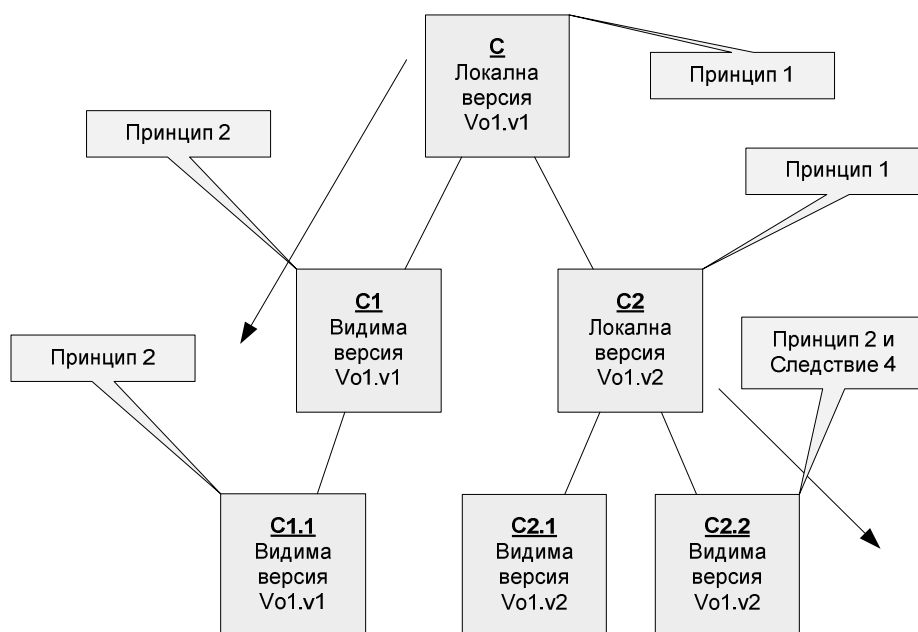 C
Локална
версия
Vo1.v1
Принцип 1
Принцип 2
Принцип 1
C1
Видима
версия
Vo1.v1
C2
Локална
версия
Vo1.v2
Принцип 2 и
Следствие 4
Принцип 2
C1.1
Видима
версия
Vo1.v1
C2.1
Видима
версия
Vo1.v2
C2.2
Видима
версия
Vo1.v2